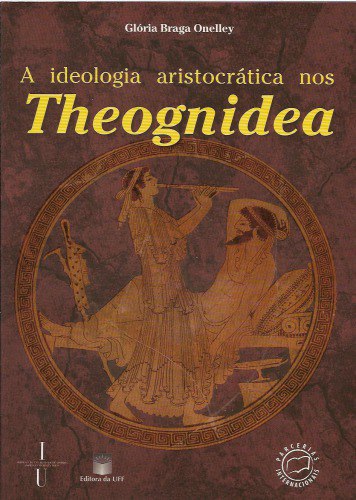 Glória Braga Onelley
A ideologia aristocrática nos
Theognidea
I
U
Editora da UFF
PARCERIAS
INTERNACIONAIS